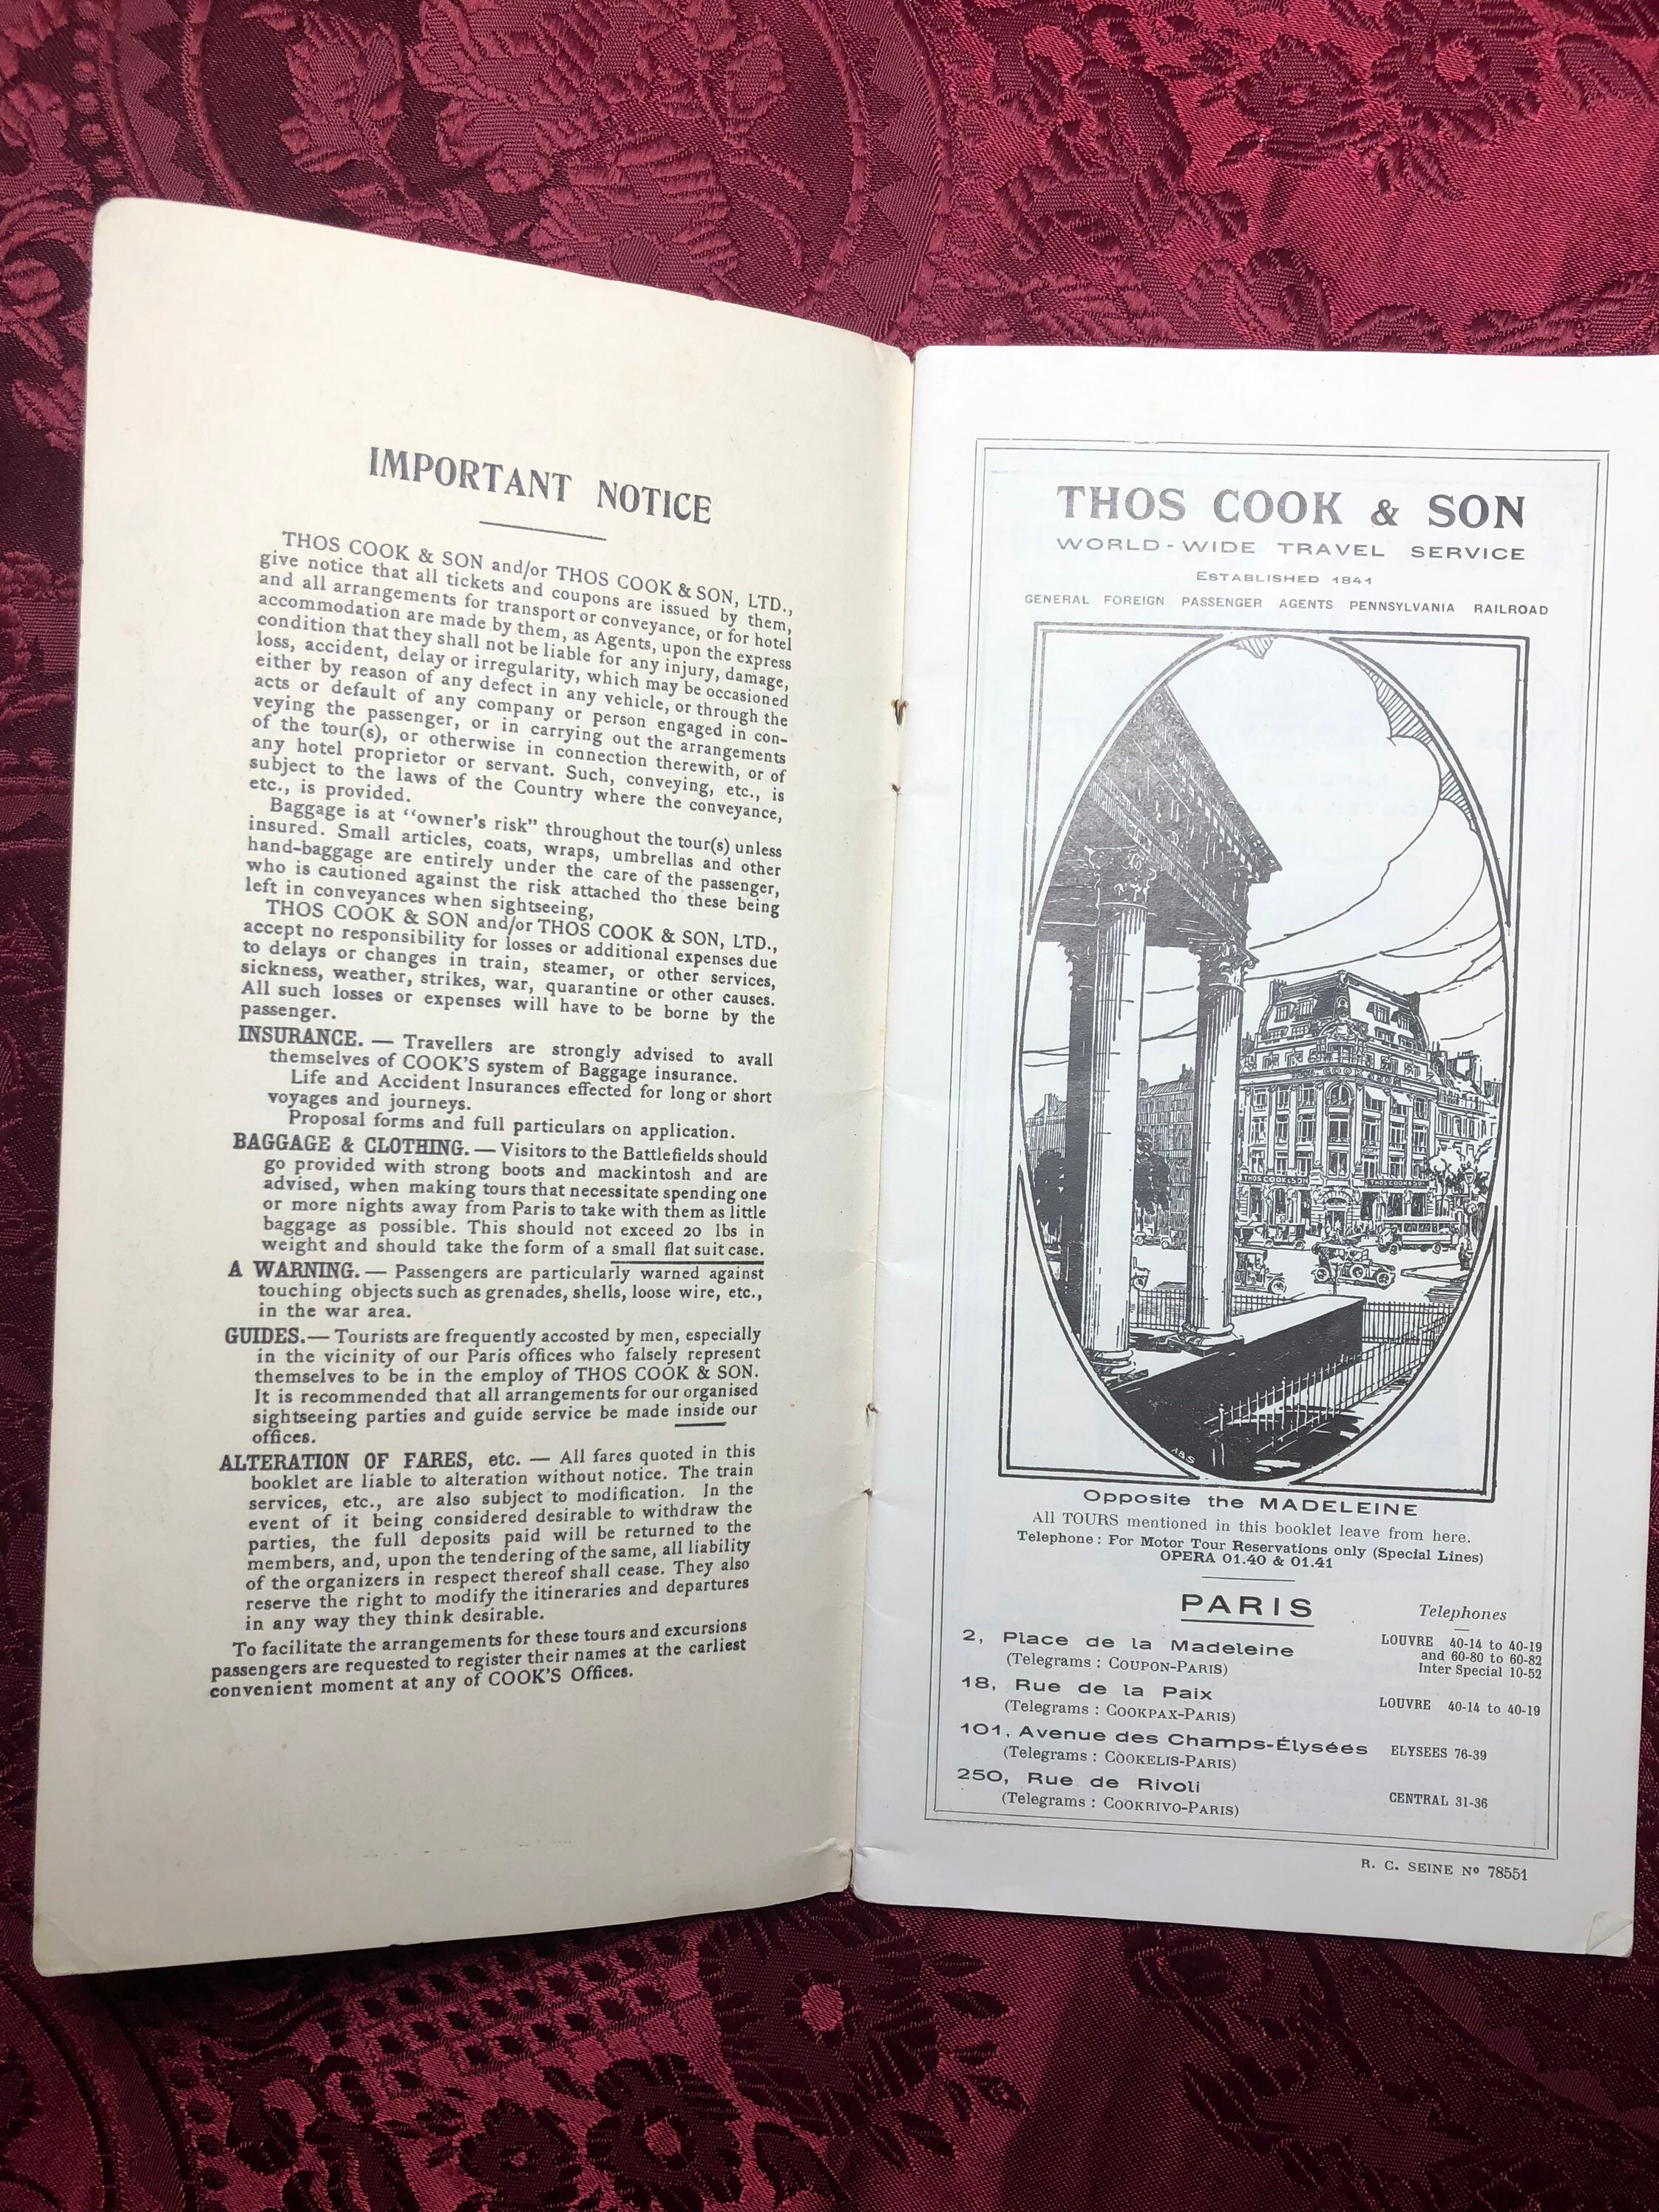 IMPORTANT NOTICE
THOS COOK & SON and/or THOS COOK & SON, LTD.,
give notice that all tickets and coupons are issued by them,
and all arrangements for transport or conveyance, or for hotel
accommodation are made by them, as Agents, upon the express
condition that they shall not be liable for any injury, damage,
loss, accident, delay or irregularity, which may be occasioned
either by reason of any defect in any vehicle, or through the
acts or default of any company or person engaged in con-
veying the passenger, or in carrying out the arrangements
of the tour(s), or otherwise in connection therewith, or of
any hotel proprietor or servant. Such, conveying, etc., is
subject to the laws of the Country where the conveyance,
etc., is provided.
Baggage is at "owner's risk" throughout the tour(s) unless
insured. Small articles, coats, wraps, umbrellas and other
hand-baggage are entirely under the care of the passenger,
who is cautioned against the risk attached tho these being
left in conveyances when sightseeing,
THOS COOK & SON and/or THOS COOK & SON, LTD.,
accept no responsibility for losses or additional expenses due
to delays or changes in train, steamer, or other services,
sickness, weather, strikes, war, quarantine or other causes.
All such losses or expenses will have to be borne by the
passenger.
INSURANCE. — Travellers are strongly advised to avall
themselves of COOK'S system of Baggage insurance.
Life and Accident Insurances effected for long or short
voyages and journeys.
Proposal forms and full particulars on application.
BAGGAGE & CLOTHING. — Visitors to the Battlefields should
go provided with strong boots and mackintosh and are
advised, when making tours that necessitate spending one
or more nights away from Paris to take with them as little
baggage as possible. This should not exceed 20 lbs in
weight and should take the form of a small flat suit case.
A WARNING. — Passengers are particularly warned against
touching objects such as grenades, shells, loose wire, etc.,
in the war area.
GUIDES. — Tourists are frequently accosted by men, especially
in the vicinity of our Paris offices who falsely represent
themselves to be in the employ of THOS COOK & SON.
It is recommended that all arrangements for our organised
sightseeing parties and guide service be made inside our
offices.
ALTERATION OF FARES, etc. — All fares quoted in this
booklet are liable to alteration without notice. The train
services, etc., are also subject to modification. In the
event of it being considered desirable to withdraw the
parties, the full deposits paid will be returned to the
members, and, upon the tendering of the same, all liability
of the organizers in respect thereof shall cease. They also
reserve the right to modify the itineraries and departures
in any way they think desirable.
To facilitate the arrangements for these tours and excursions
passengers are requested to register their names at the carliest
convenient moment at any of COOK'S Offices.
THOS COOK & SON
WORLD-WIDE TRAVEL SERVICE
ESTABLISHED 1841
GENERAL FOREIGN PASSENGER AGENTS PENNSYLVANIA RAILROAD
THOS COOK & SON THOS COOK & SON
ABS
Opposite the MADELEINE
All TOURS mentioned in this booklet leave from here.
Telephone : For Motor Tour Reservations only (Special Lines)
OPERA 01.40 & 01.41
PARIS
Telephones
2, Place de la Madeleine LOUVRE 40-14 to 40-19
(Telegrams : COUPON-PARIS) and 60-80 to 60-82
Inter Special 10-52
18, Rue de la Paix LOUVRE 40-14 to 40-19
(Telegrams : COOKPAX-PARIS)
101, Avenue des Champs-Élysées ELYSEES 76-39
(Telegrams : COOKELIS-PARIS)
250, Rue de Rivoli CENTRAL 31-36
(Telegrams : COOKRIVO-PARIS)
R. C. SEINE Nº 78551